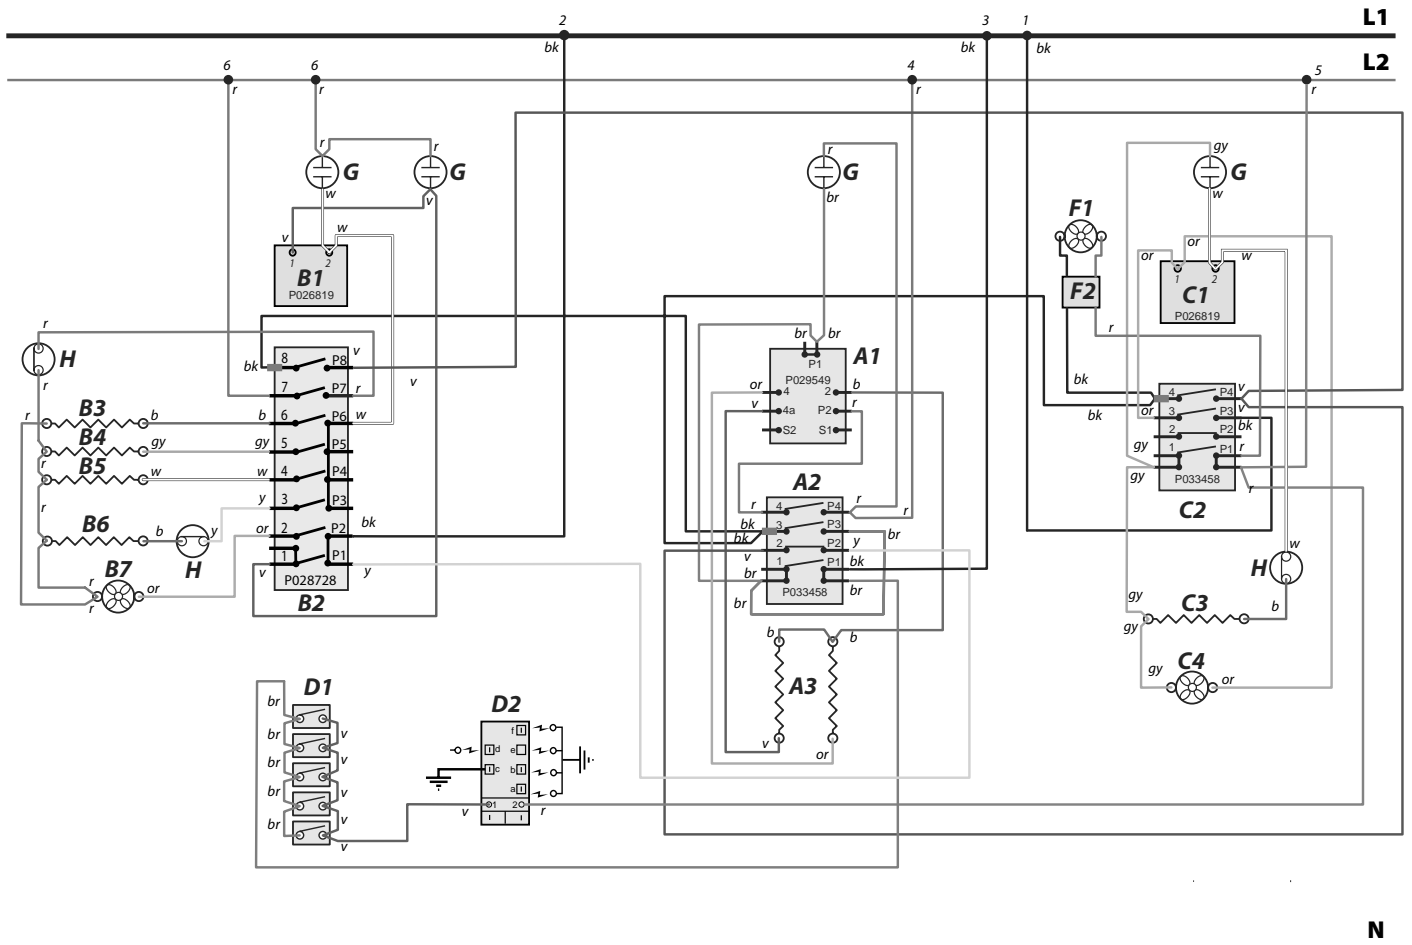 L1
2 3 1
bk bk bk
L2
6 6 4 5
r r r r
r r r gy
G G G G
w v br w
F1
v w or or w
1 2
B1
P026819
1 2
C1
P026819
F2
r
r
H
r
br br
P1
A1
P029549
or 4 2 b
v 4a P2 r
S2 S1
bk 8 P8 v
v
7 P7 r
b 6 P6 w
gy 5 P5
w 4 P4
y 3 P3
or 2 P2 bk
v 1 P1 y
P028728
B2
r B3 b
B4 gy
r
B5 w
r
B6 b y
H
B7 or
r
r
bk
bk
4 P4 v
or 3 P3 v
bk
2 P2
gy 1 P1 r
gy
P033458
r
C2
A2
r 4 P4 r
r
bk 3 P3 br
bk 2 P2 y
v
1 P1 bk
br br
P033458
br
b b
A3
v or
w
H
b
gy C3
gy
gy C4 or
D1
br
br v
br v
br v
br v
v
D2
f
d e
c b
a
v 1 2 r
N